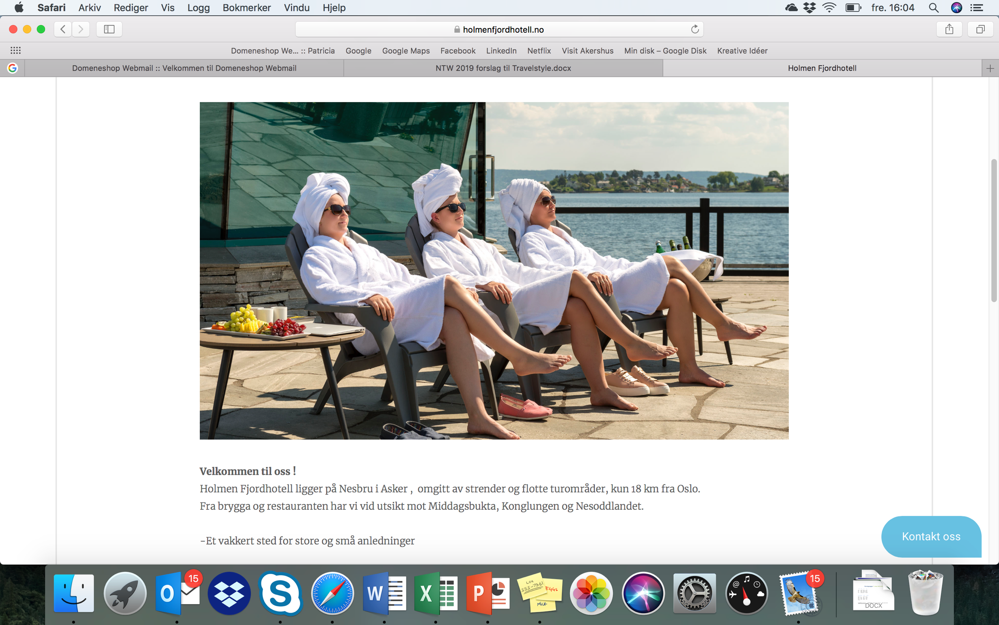 Safari Arkiv Rediger Vis Logg Bokmerker Vindu Hjelp fre. 16:04
holmenfjordhotell.no
Domeneshop We... :: Patricia Google Google Maps Facebook LinkedIn Netflix Visit Akershus Min disk – Google Disk Kreative Idéer
Domeneshop Webmail :: Velkommen til Domeneshop Webmail NTW 2019 forslag til Travelstyle.docx Holmen Fjordhotell
Velkommen til oss !
Holmen Fjordhotell ligger på Nesbru i Asker , omgitt av strender og flotte turområder, kun 18 km fra Oslo.
Fra brygga og restauranten har vi vid utsikt mot Middagsbukta, Konglungen og Nesoddlandet.
-Et vakkert sted for store og små anledninger
Kontakt oss
O 15 S W X P
Lou
555-7361
EGGS
MILK
@
15
DOCX